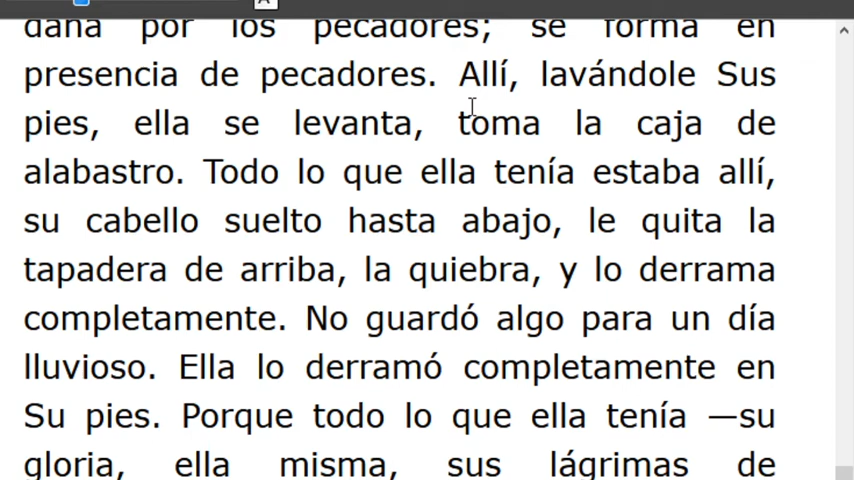 daña por los pecadores; se forma en
presencia de pecadores. Allí, lavándole Sus
pies, ella se levanta, toma la caja de
alabastro. Todo lo que ella tenía estaba allí,
su cabello suelto hasta abajo, le quita la
tapadera de arriba, la quiebra, y lo derrama
completamente. No guardó algo para un día
lluvioso. Ella lo derramó completamente en
Su pies. Porque todo lo que ella tenía —su
gloria, ella misma, sus lágrimas de